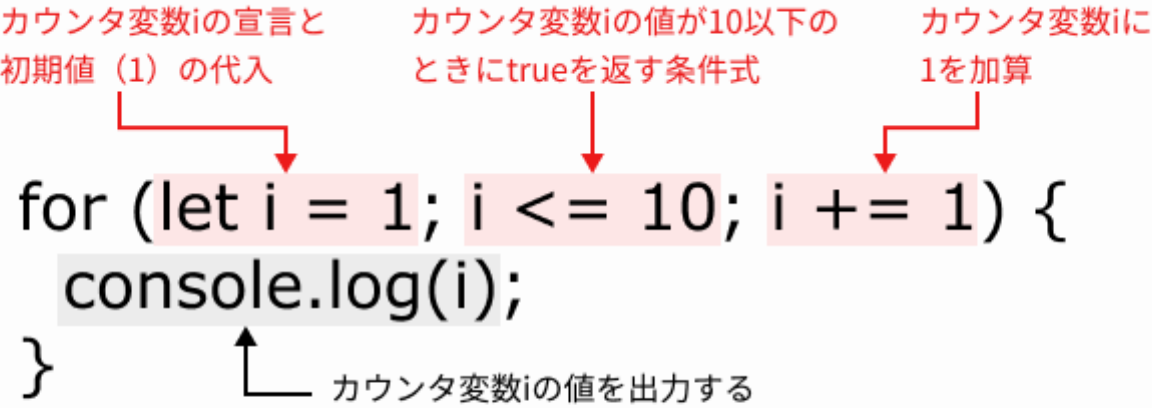 カウンタ変数iの宣言と
初期値（1）の代入
カウンタ変数iの値が10以下の
ときにtrueを返す条件式
カウンタ変数iに
1を加算
for (let i = 1; i <= 10; i += 1) {
console.log(i);
}
カウンタ変数iの値を出力する